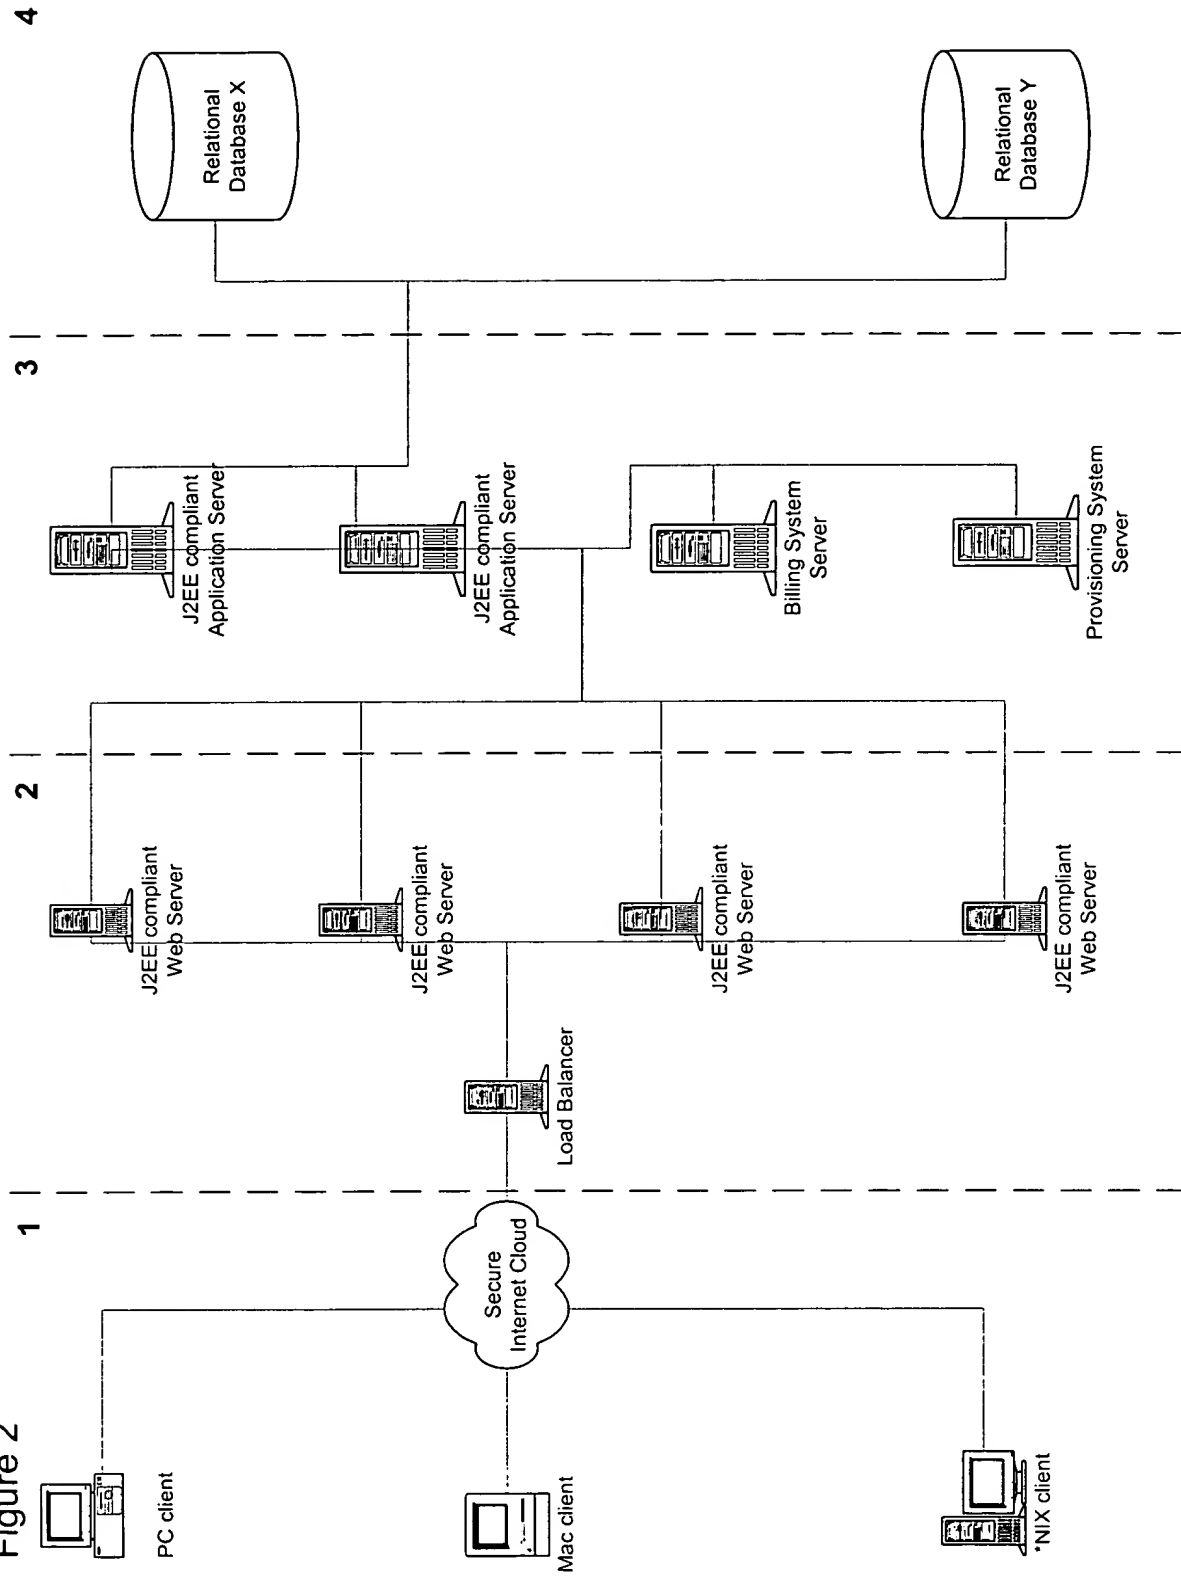 Figure 2
1
2
3
4
PC client
Mac client
*NIX client
Secure
Internet Cloud
Load Balancer
J2EE compliant
Web Server
J2EE compliant
Web Server
J2EE compliant
Web Server
J2EE compliant
Web Server
J2EE compliant
Application Server
J2EE compliant
Application Server
Billing System
Server
Provisioning System
Server
Relational
Database X
Relational
Database Y